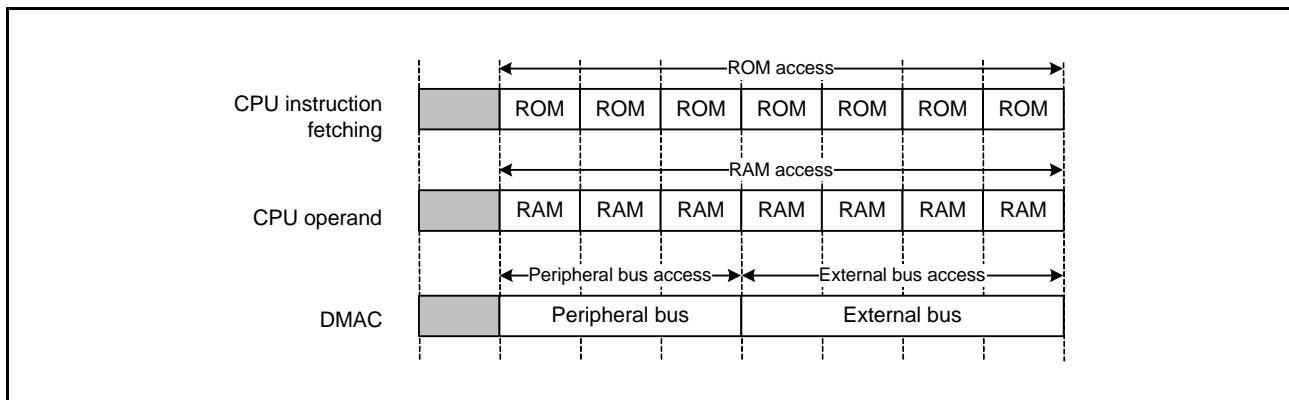 ROM access
CPU instruction
fetching
ROM ROM ROM ROM ROM ROM ROM
RAM access
CPU operand
RAM RAM RAM RAM RAM RAM RAM
Peripheral bus access External bus access
DMAC
Peripheral bus External bus